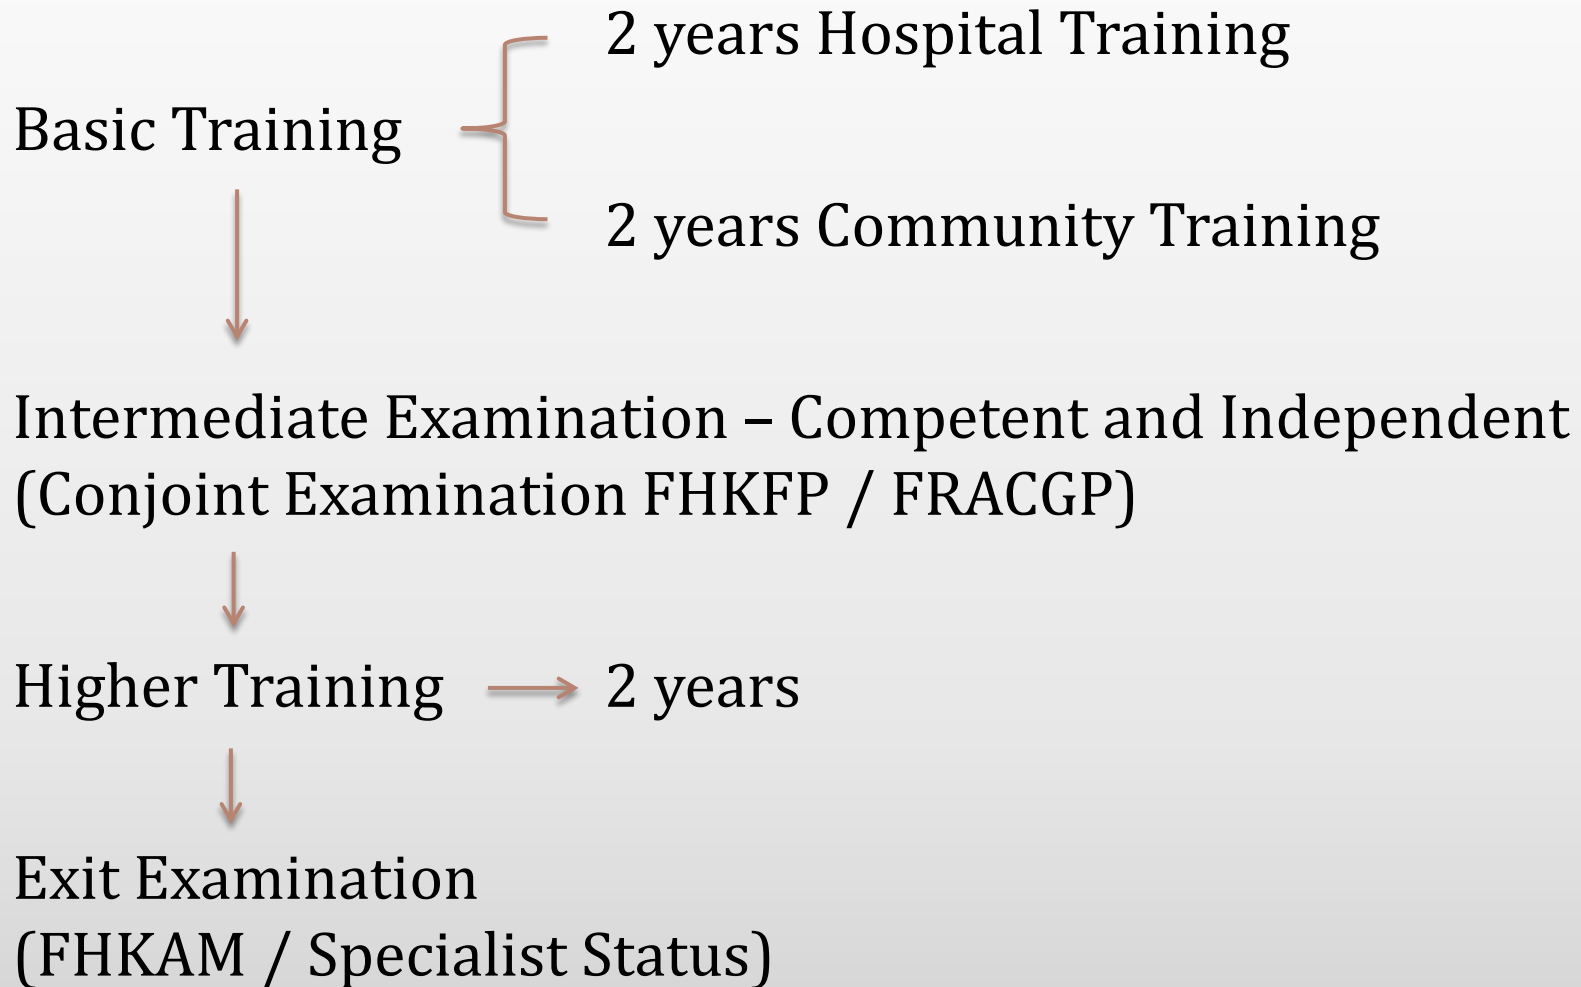 2 years Hospital Training
Basic Training
2 years Community Training
Intermediate Examination – Competent and Independent
(Conjoint Examination FHKFP / FRACGP)
Higher Training
2 years
Exit Examination
(FHKAM / Specialist Status)